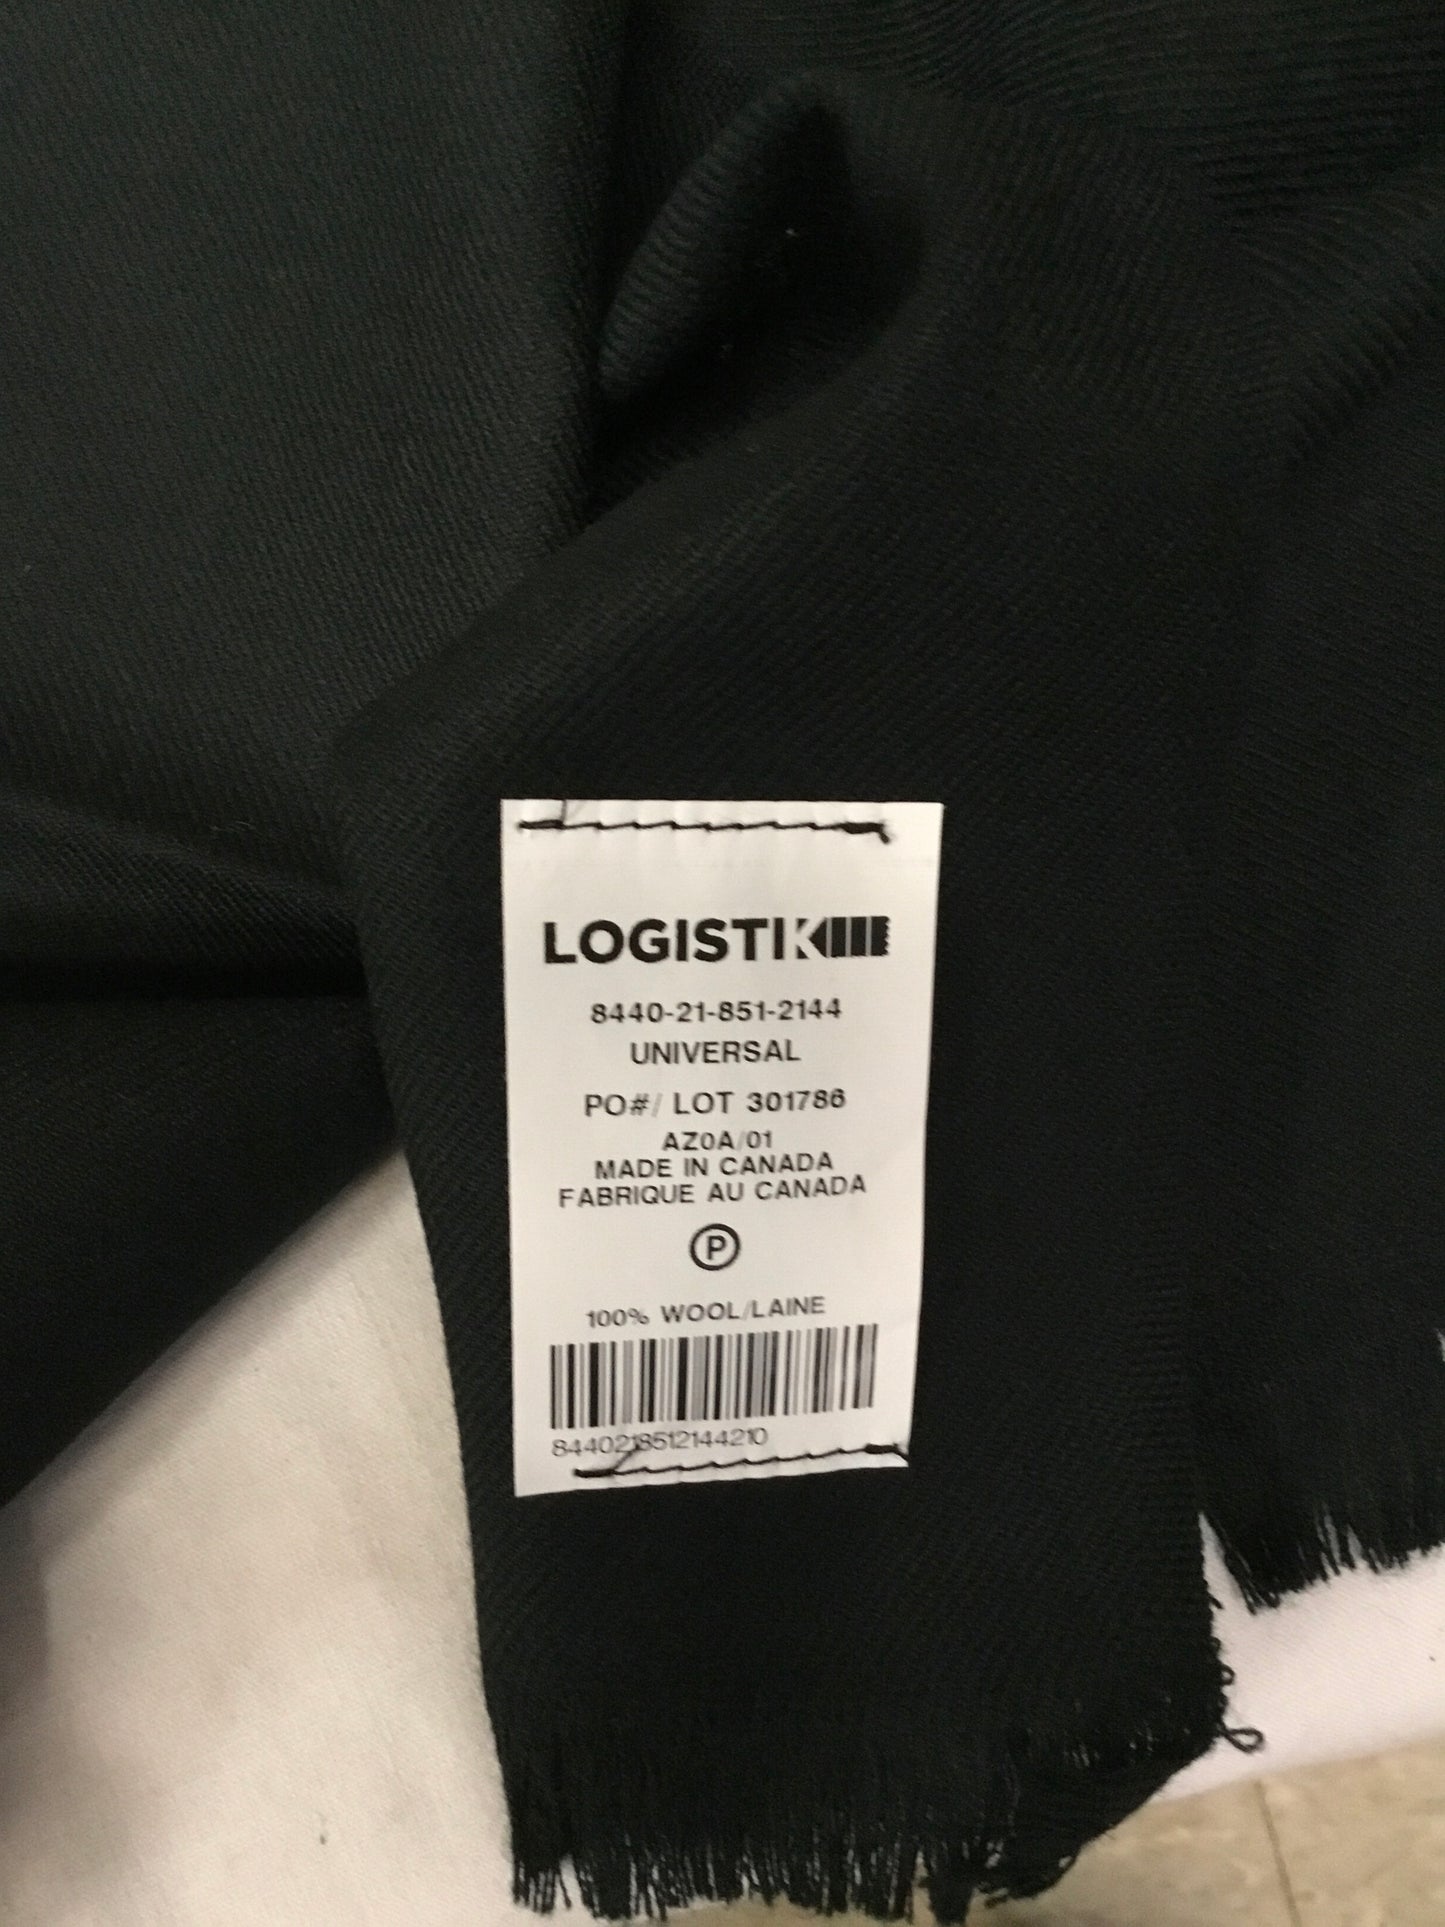 LOGISTIK
8440-21-851-2144
UNIVERSAL
PO#/ LOT 301786
AZ0A/01
MADE IN CANADA
FABRIQUE AU CANADA
P
100% WOOL/LAINE
8440218512144210